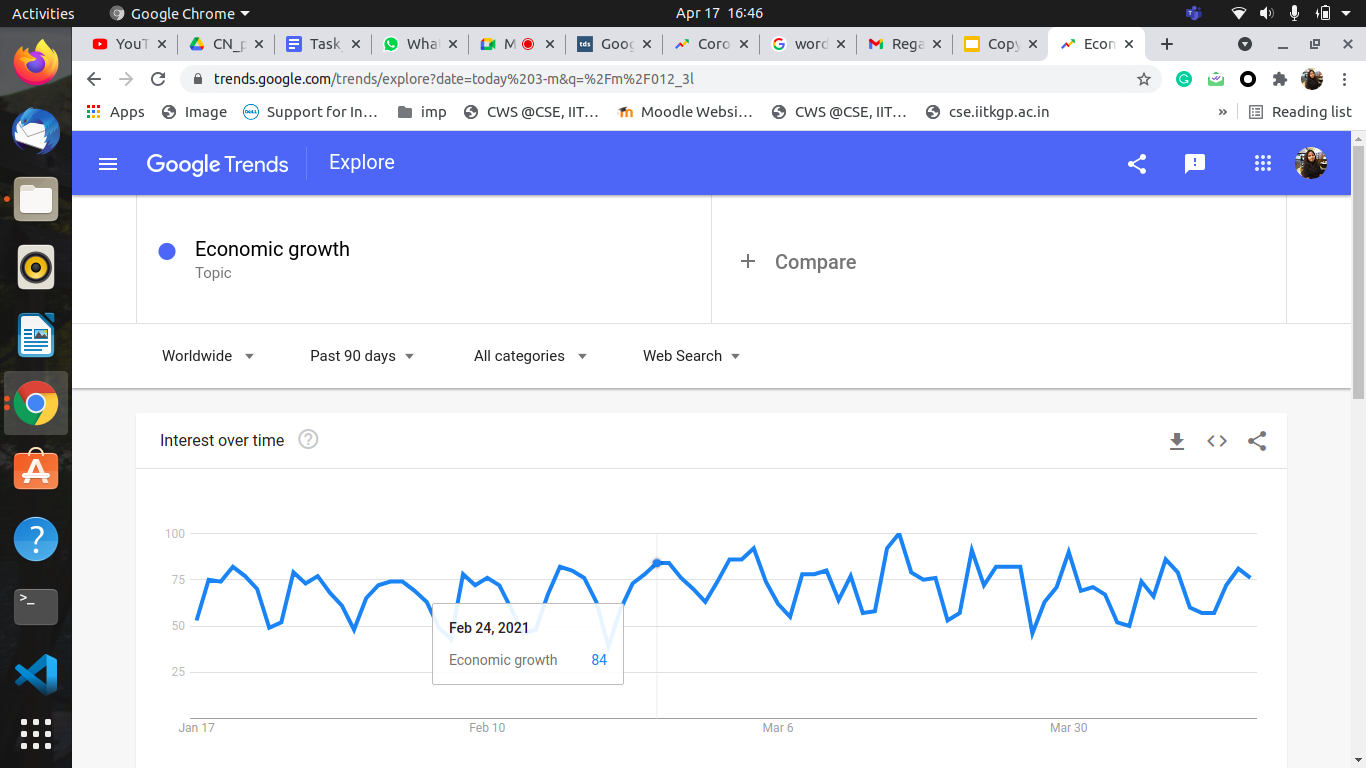 Activities Google Chrome Apr 17 16:46
YouT CN_p Task_ What M Goog Coro word Rega Copy Econ
trends.google.com/trends/explore?date=today%203-m&q=%2Fm%2F012_3l
Apps Image Support for In... imp CWS @CSE, IIT... Moodle Websi... CWS @CSE, IIT... cse.iitkgp.ac.in » Reading list
Google Trends Explore
Economic growth
Topic
+ Compare
Worldwide Past 90 days All categories Web Search
Interest over time ?
100
75
50
25
Feb 24, 2021
Economic growth 84
Jan 17 Feb 10 Mar 6 Mar 30